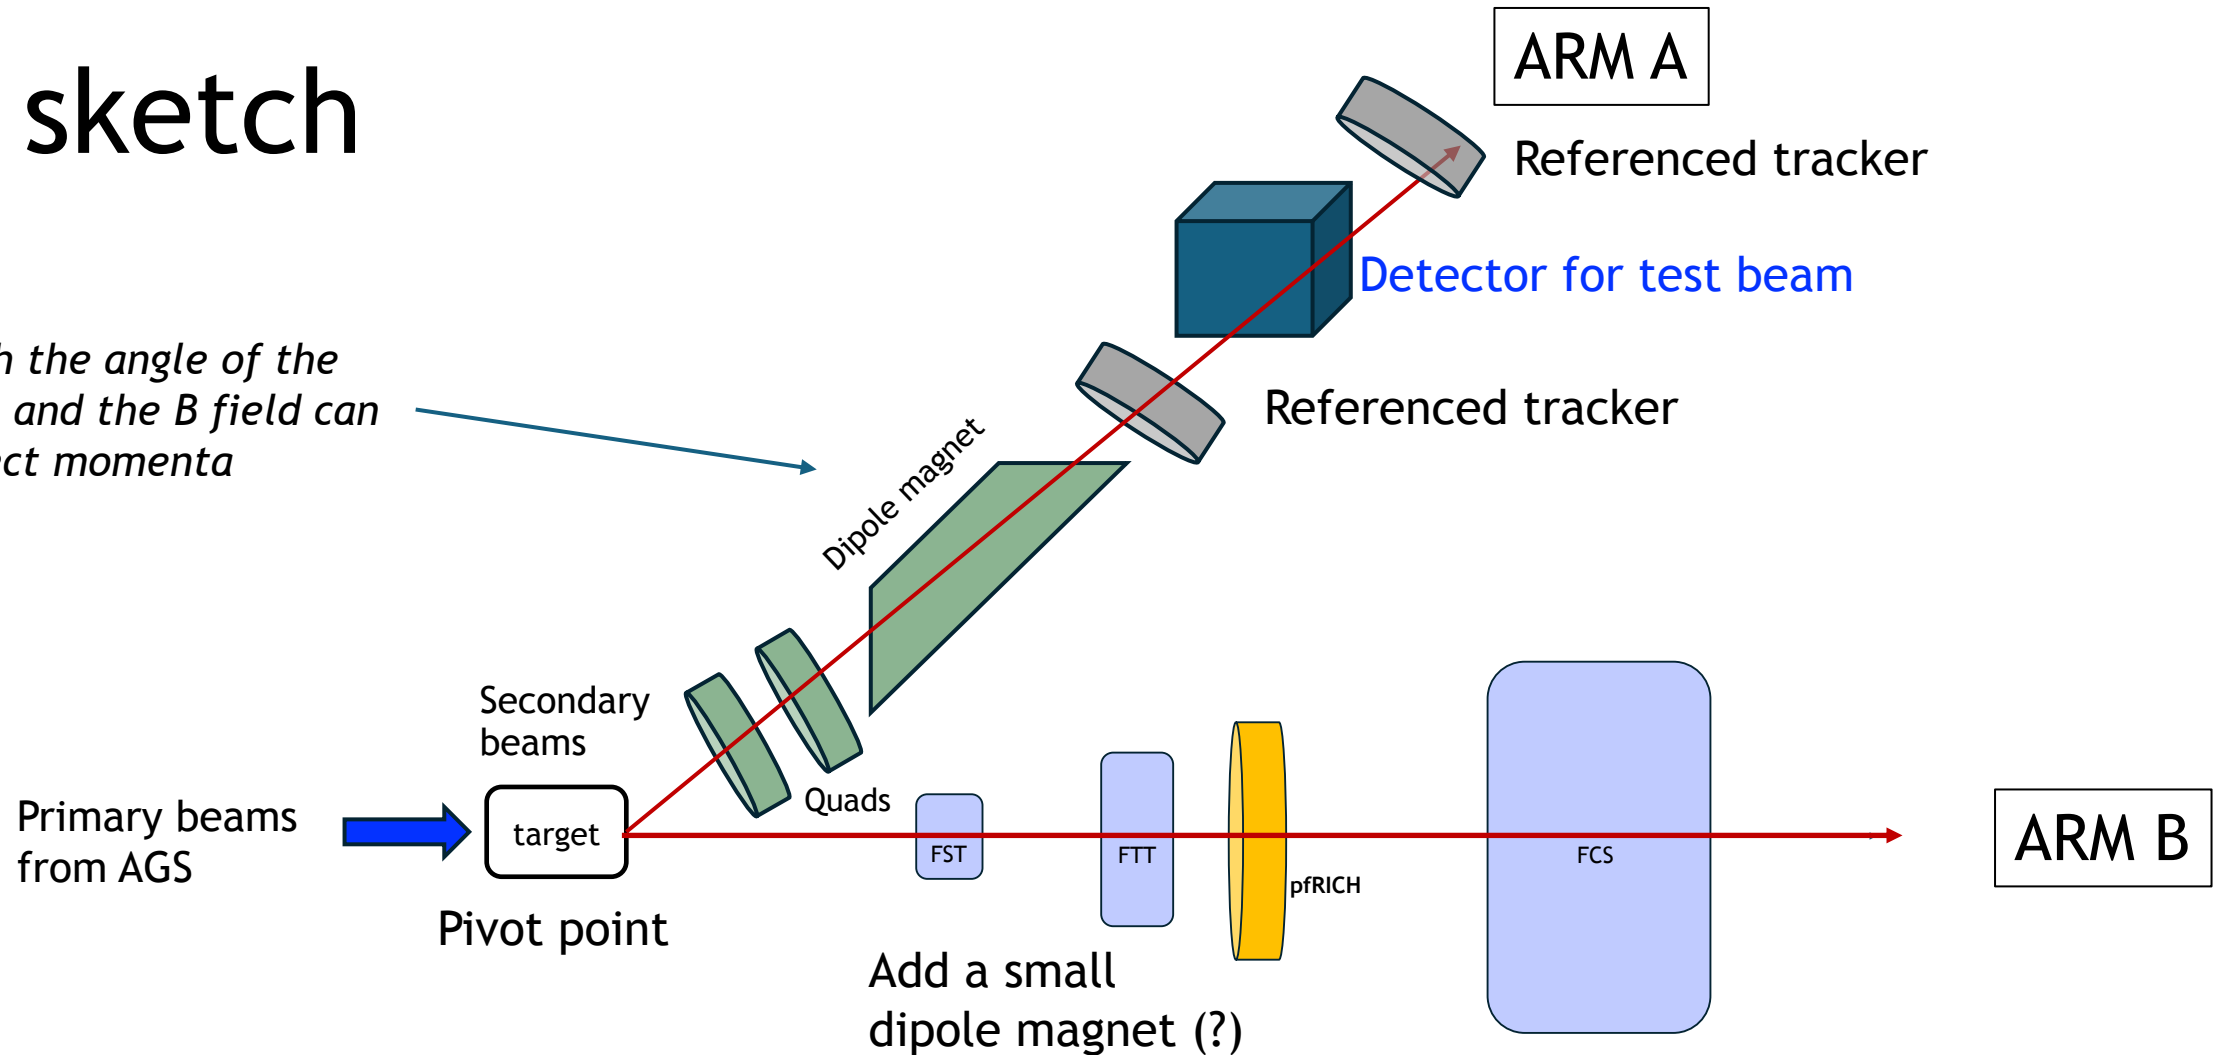 sketch
ARM A
Referenced tracker
Detector for test beam
the angle of the
and the B field can
momenta
Referenced tracker
Dipole magnet
Secondary
beams
Quads
Primary beams
from AGS
target
FST
FTT
pfRICH
FCS
ARM B
Pivot point
Add a small
dipole magnet (?)